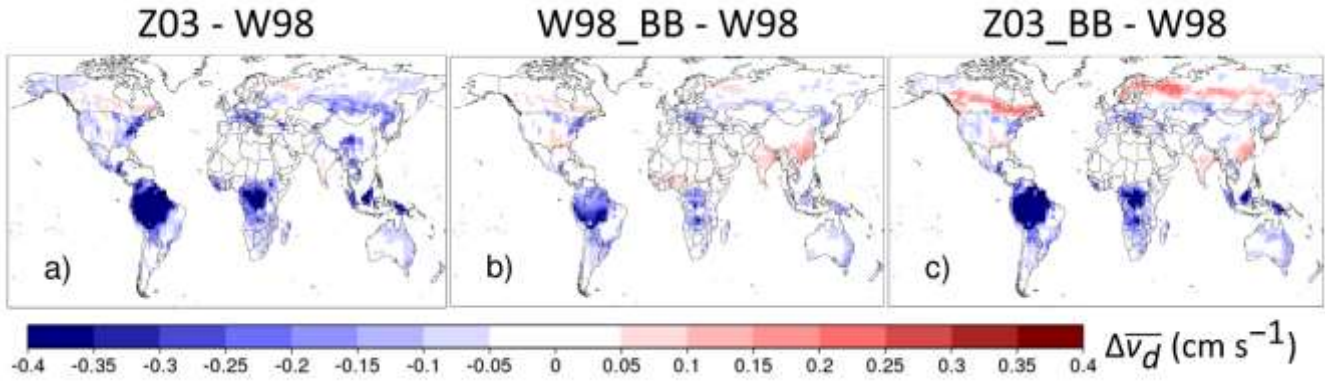 Z03 - W98 W98_BB - W98 Z03_BB - W98
a) b) c)
-0.4 -0.35 -0.3 -0.25 -0.2 -0.15 -0.1 -0.05 0 0.05 0.1 0.15 0.2 0.25 0.3 0.35 0.4 Δv̅d̅ (cm s⁻¹)